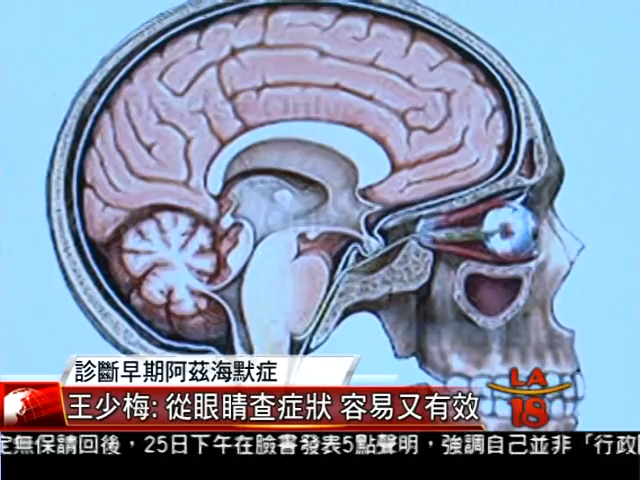 診斷早期阿茲海默症
王少梅: 從眼睛查症狀 容易又有效
LA
18
定無保請回後，25日下午在臉書發表5點聲明，強調自己並非「行政